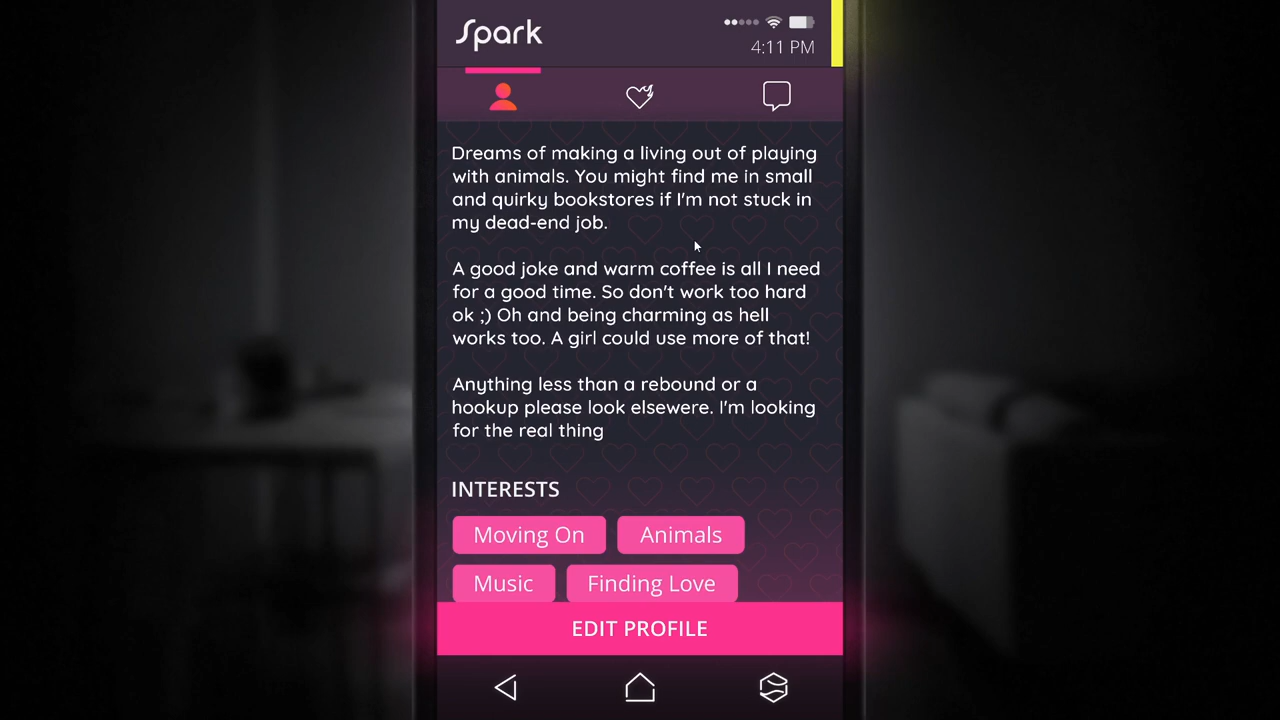 Spark
4:11 PM
Dreams of making a living out of playing
with animals. You might find me in small
and quirky bookstores if I'm not stuck in
my dead-end job.
A good joke and warm coffee is all I need
for a good time. So don't work too hard
ok ;) Oh and being charming as hell
works too. A girl could use more of that!
Anything less than a rebound or a
hookup please look elsewere. I'm looking
for the real thing
INTERESTS
Moving On Animals
Music Finding Love
EDIT PROFILE